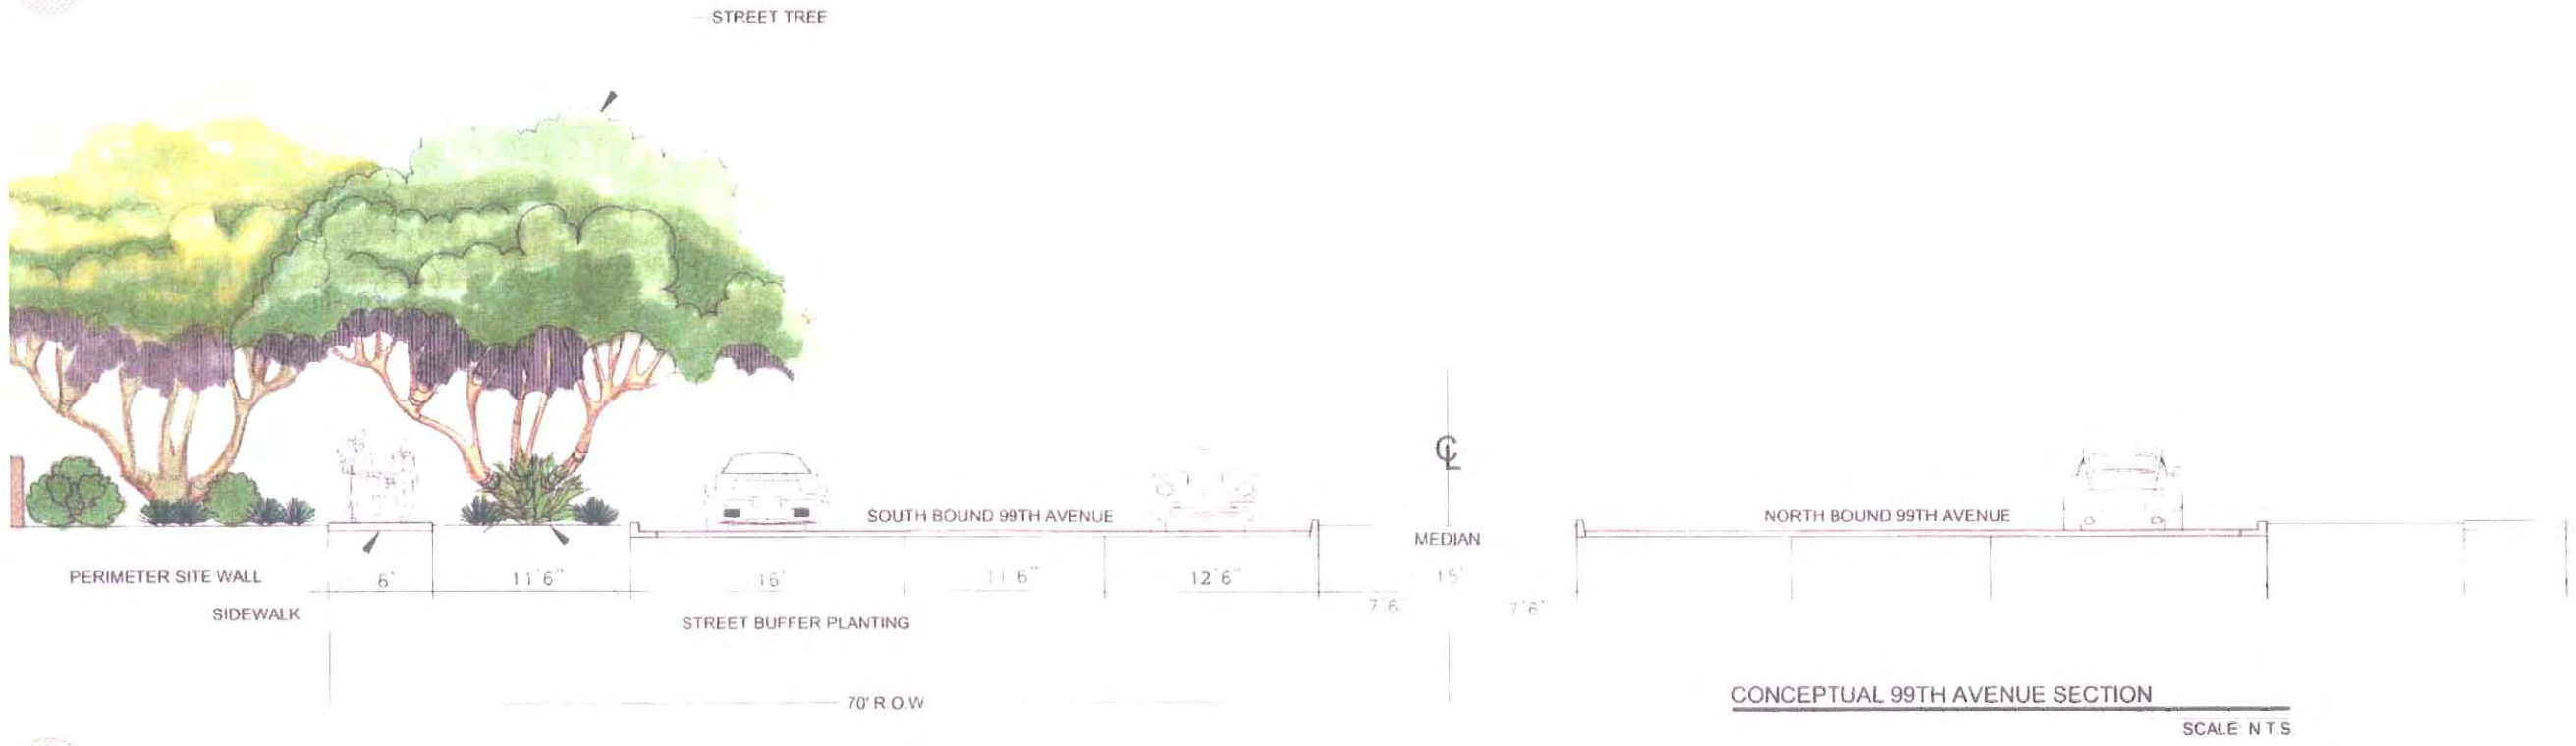 STREET TREE
℄
SOUTH BOUND 99TH AVENUE
NORTH BOUND 99TH AVENUE
MEDIAN
PERIMETER SITE WALL
6'
11'6"
16'
11'6"
12'6"
15'
7'6"
7'6"
SIDEWALK
STREET BUFFER PLANTING
70' R.O.W
CONCEPTUAL 99TH AVENUE SECTION
SCALE: N.T.S.